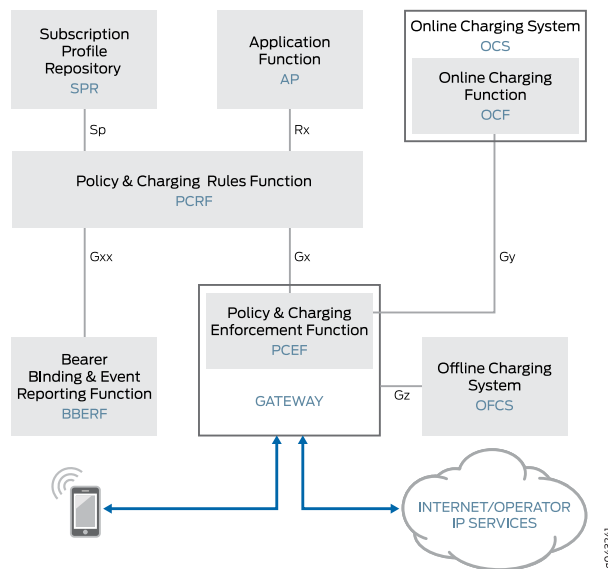 Subscription
Profile
Repository
SPR
Application
Function
AP
Online Charging System
OCS
Online Charging
Function
OCF
Sp
Rx
Policy & Charging Rules Function
PCRF
Gxx
Gx
Gy
Policy & Charging
Enforcement Function
PCEF
GATEWAY
Bearer
BInding & Event
Reporting Function
BBERF
Gz
Offline Charging
System
OFCS
INTERNET/OPERATOR
IP SERVICES
g043241